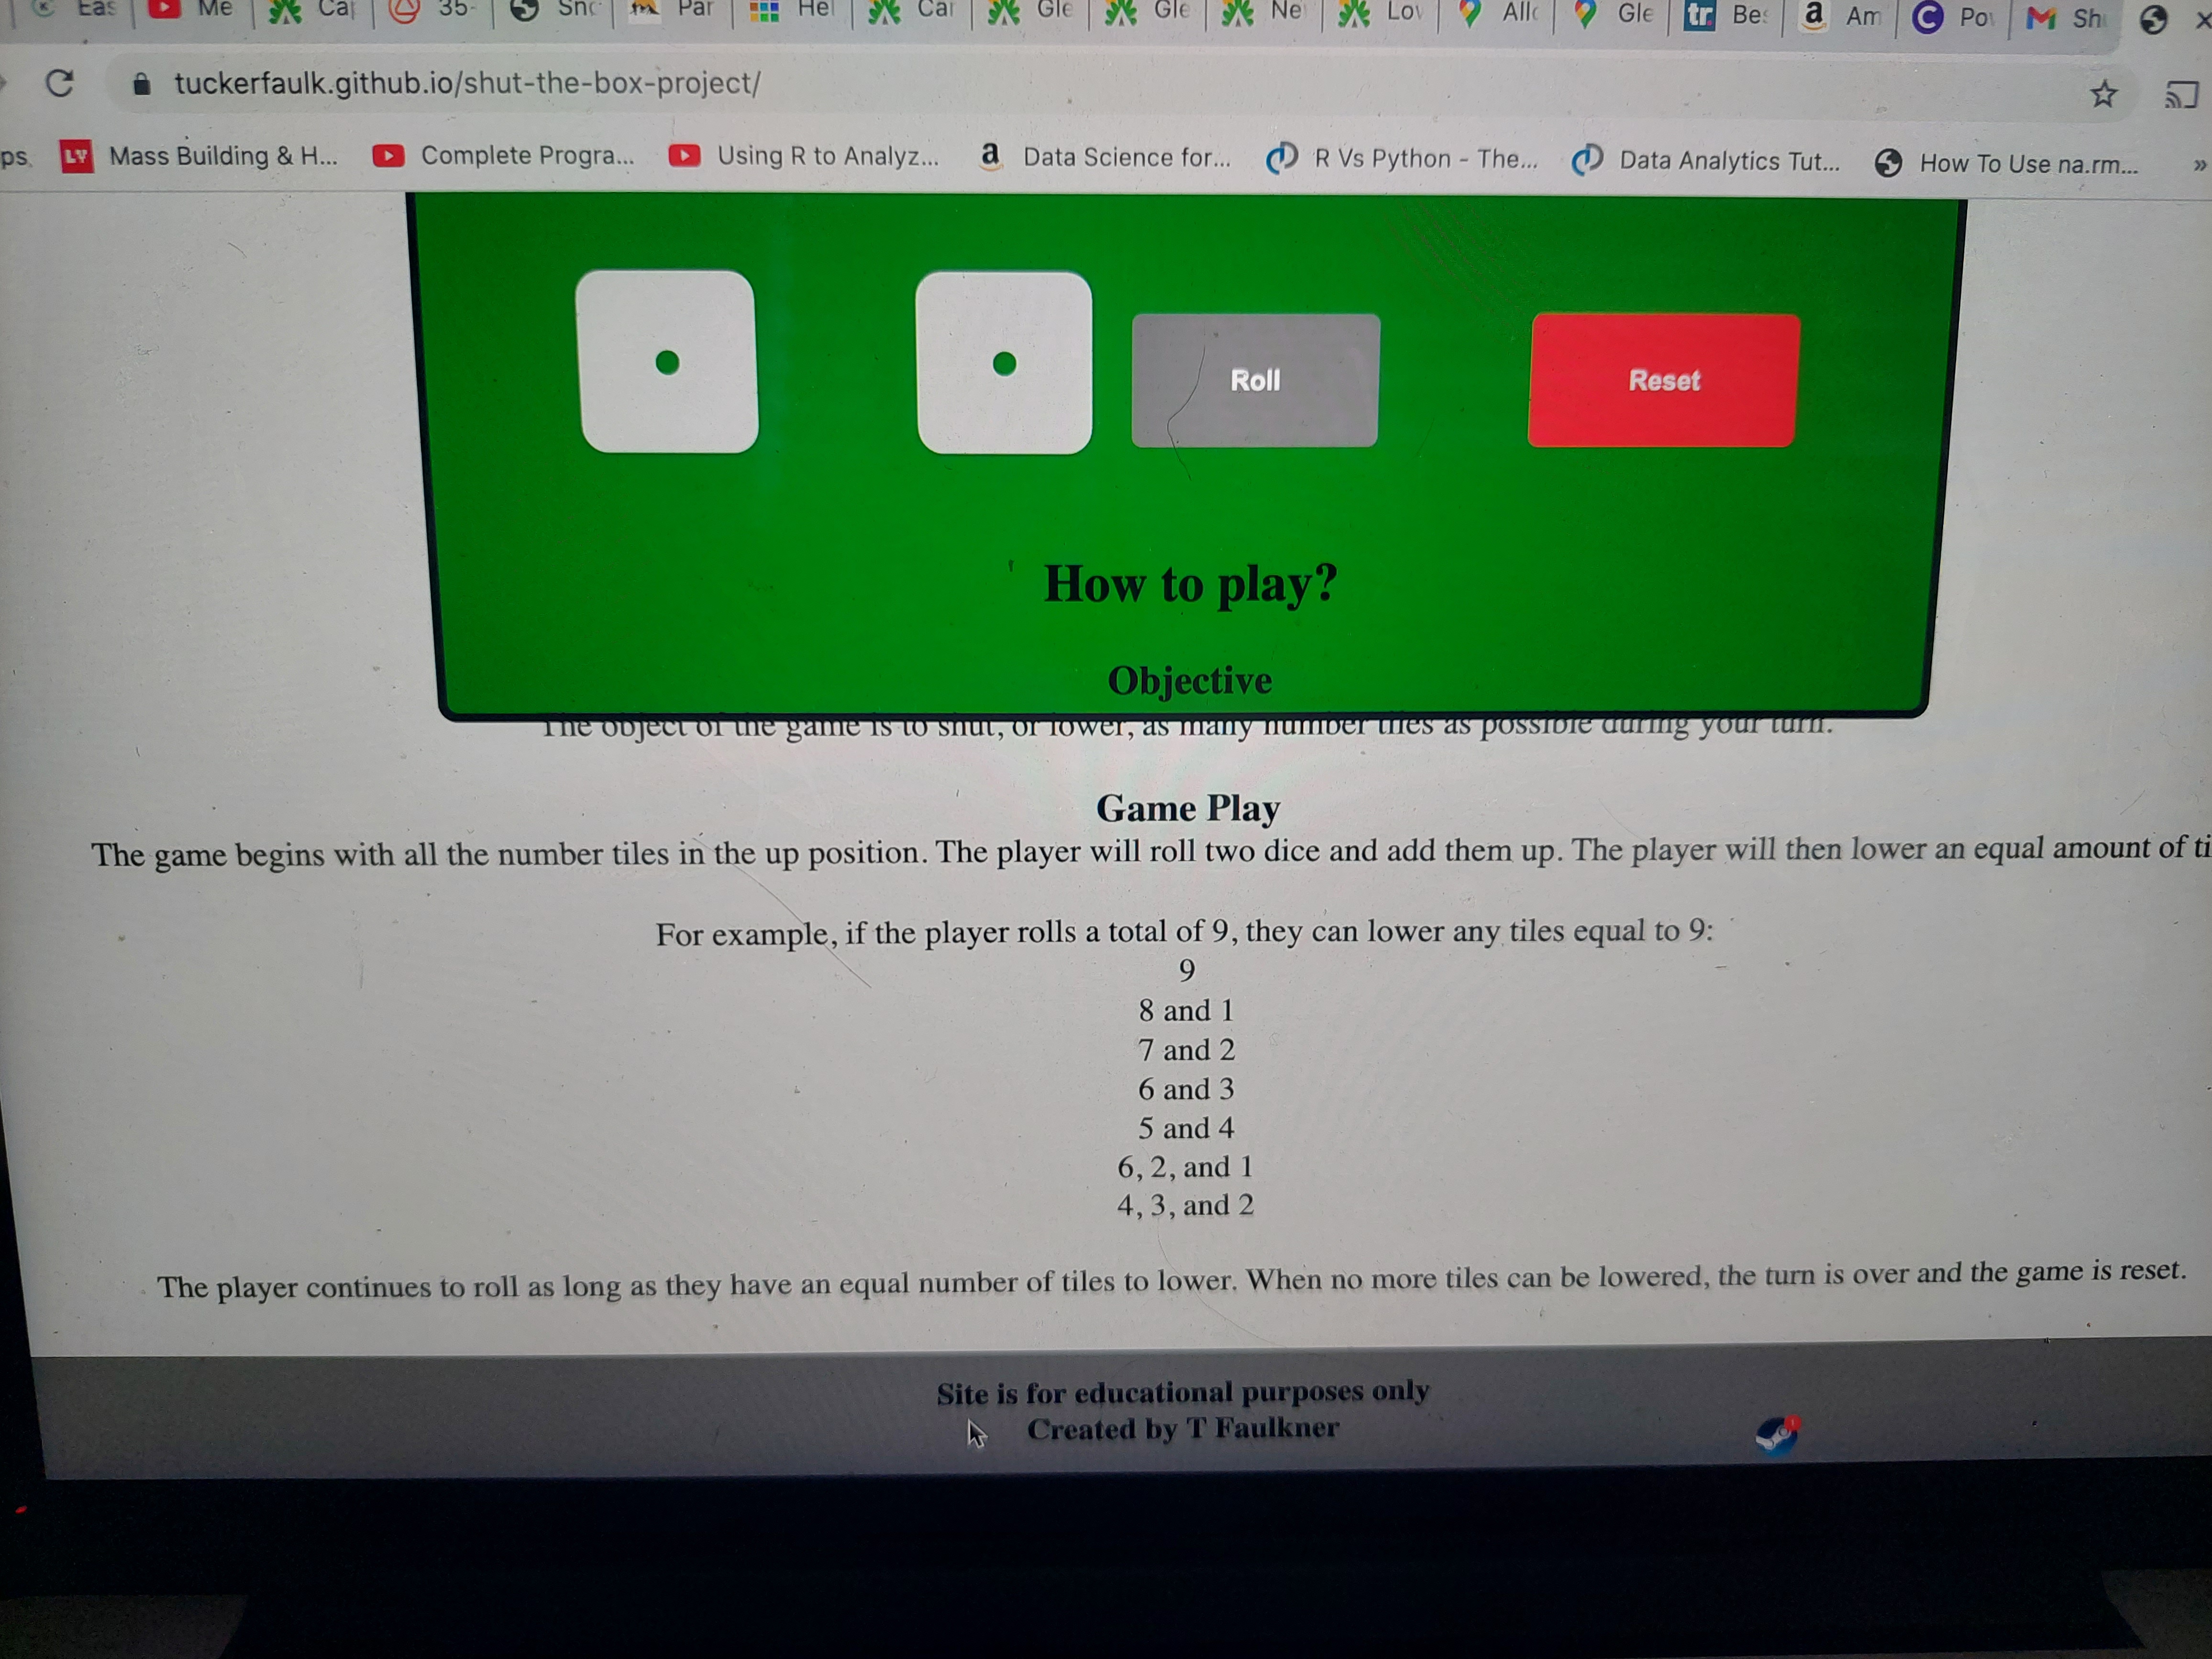 Eas Me Ca 35- Sno Par Hel Car Gle Gle Ne Lov Allo Gle tr Bes a Am C Po Sh
tuckerfaulk.github.io/shut-the-box-project/
ps LY Mass Building & H... Complete Progra... Using R to Analyz... a Data Science for... R Vs Python - The... Data Analytics Tut... How To Use na.rm... »
Roll
Reset
How to play?
Objective
The object of the game is to shut, or lower, as many number tiles as possible during your turn.
Game Play
The game begins with all the number tiles in the up position. The player will roll two dice and add them up. The player will then lower an equal amount of ti
For example, if the player rolls a total of 9, they can lower any tiles equal to 9:
9
8 and 1
7 and 2
6 and 3
5 and 4
6, 2, and 1
4, 3, and 2
The player continues to roll as long as they have an equal number of tiles to lower. When no more tiles can be lowered, the turn is over and the game is reset.
Site is for educational purposes only
Created by T Faulkner